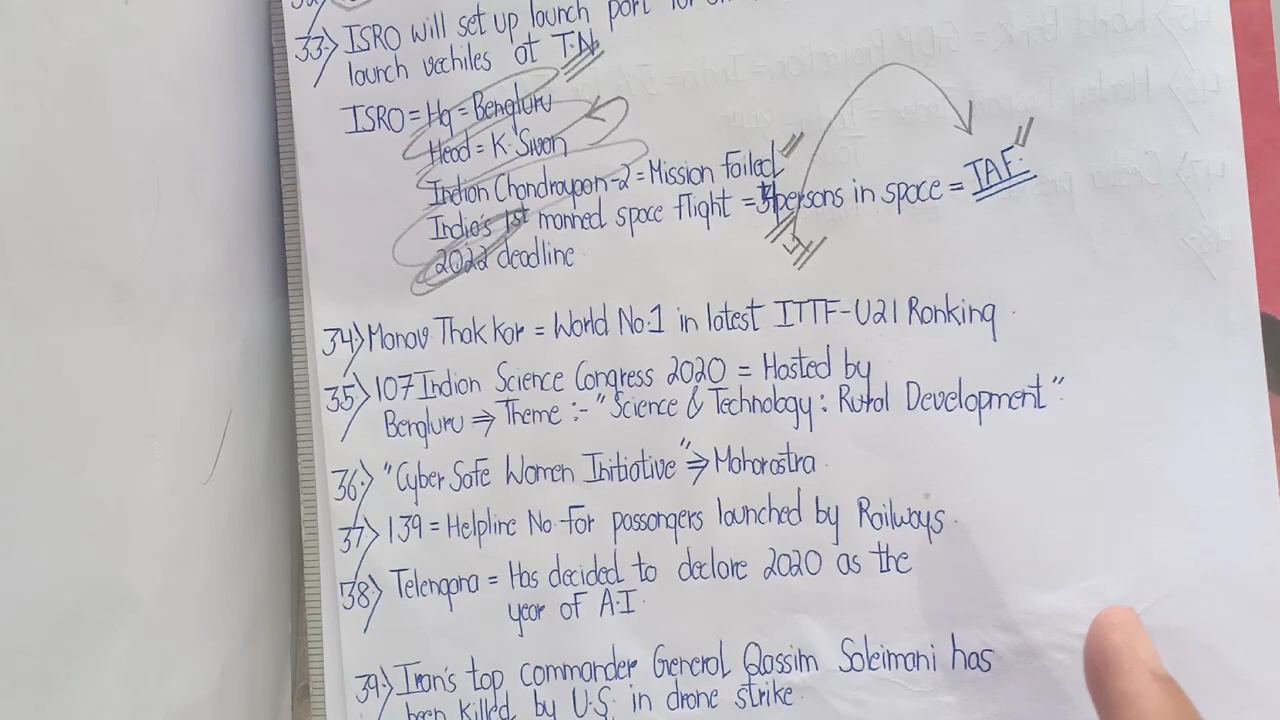 33) ISRO will set up launch port for
launch vechiles at T.N.
ISRO = Hq = Bengluru
Head = K. Sivan
Indian Chandrayan-2 = Mission failed
India's 1st manned space flight = persons in space = IAF.
2022 deadline
34) Manav Thakkar = World No.1 in latest ITTF-U21 Ranking.
35) 107 Indian Science Congress 2020 = Hosted by
Bengluru ⇒ Theme :- "Science & Technology: Rural Development"
36) "Cyber Safe Women Initiative" ⇒ Maharastra.
37) 139 = Helpline No. for passangers launched by Railways.
38) Telengana = Has decided to declare 2020 as the
year of A.I.
39) Iran's top commander General Qassim Soleimani has
been killed by U.S. in drone strike.